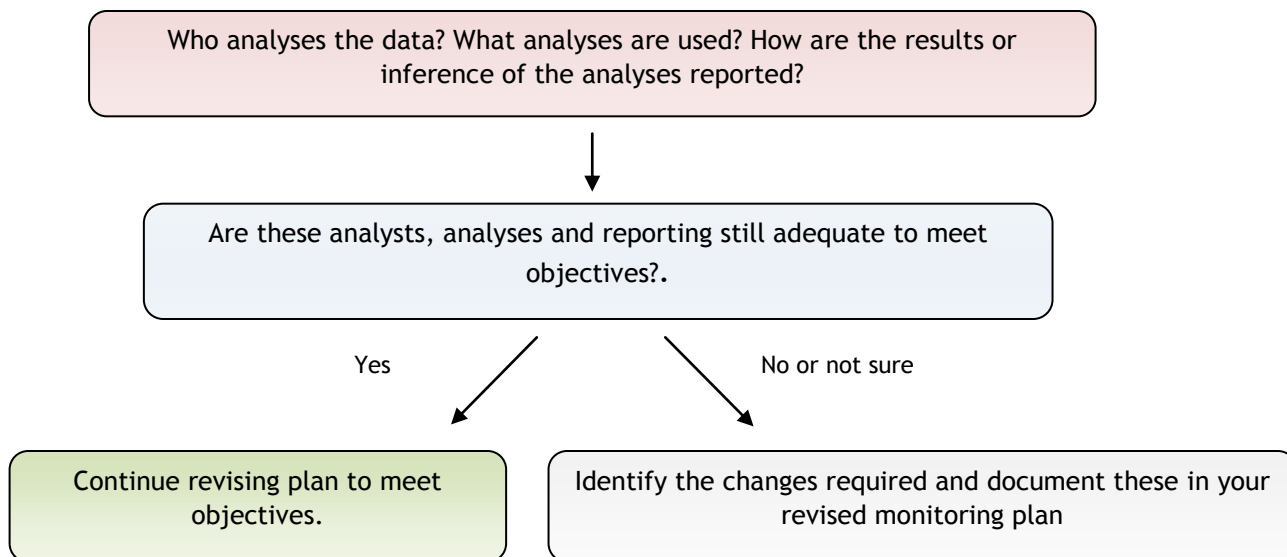 Who analyses the data? What analyses are used? How are the results or
inference of the analyses reported?
Are these analysts, analyses and reporting still adequate to meet
objectives?.
Yes
No or not sure
Continue revising plan to meet
objectives.
Identify the changes required and document these in your
revised monitoring plan